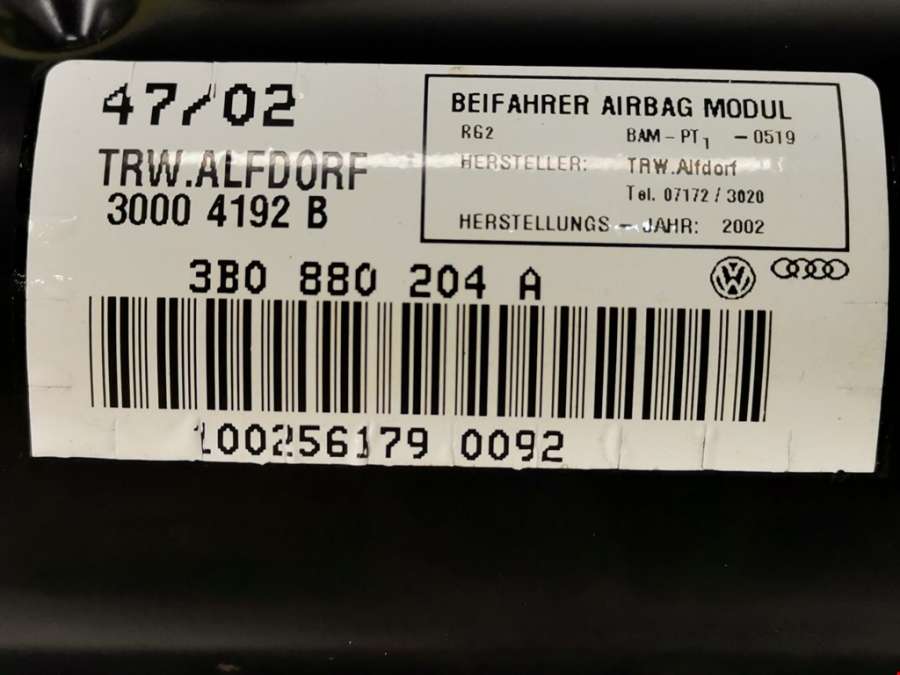 47/02
TRW.ALFDORF
3000 4192 B
BEIFAHRER AIRBAG MODUL
RG2 BAM-PT1 -0519
HERSTELLER: TRW.Alfdorf
Tel. 07172/3020
HERSTELLUNGS - JAHR: 2002
3B0 880 204 A
100256179 0092